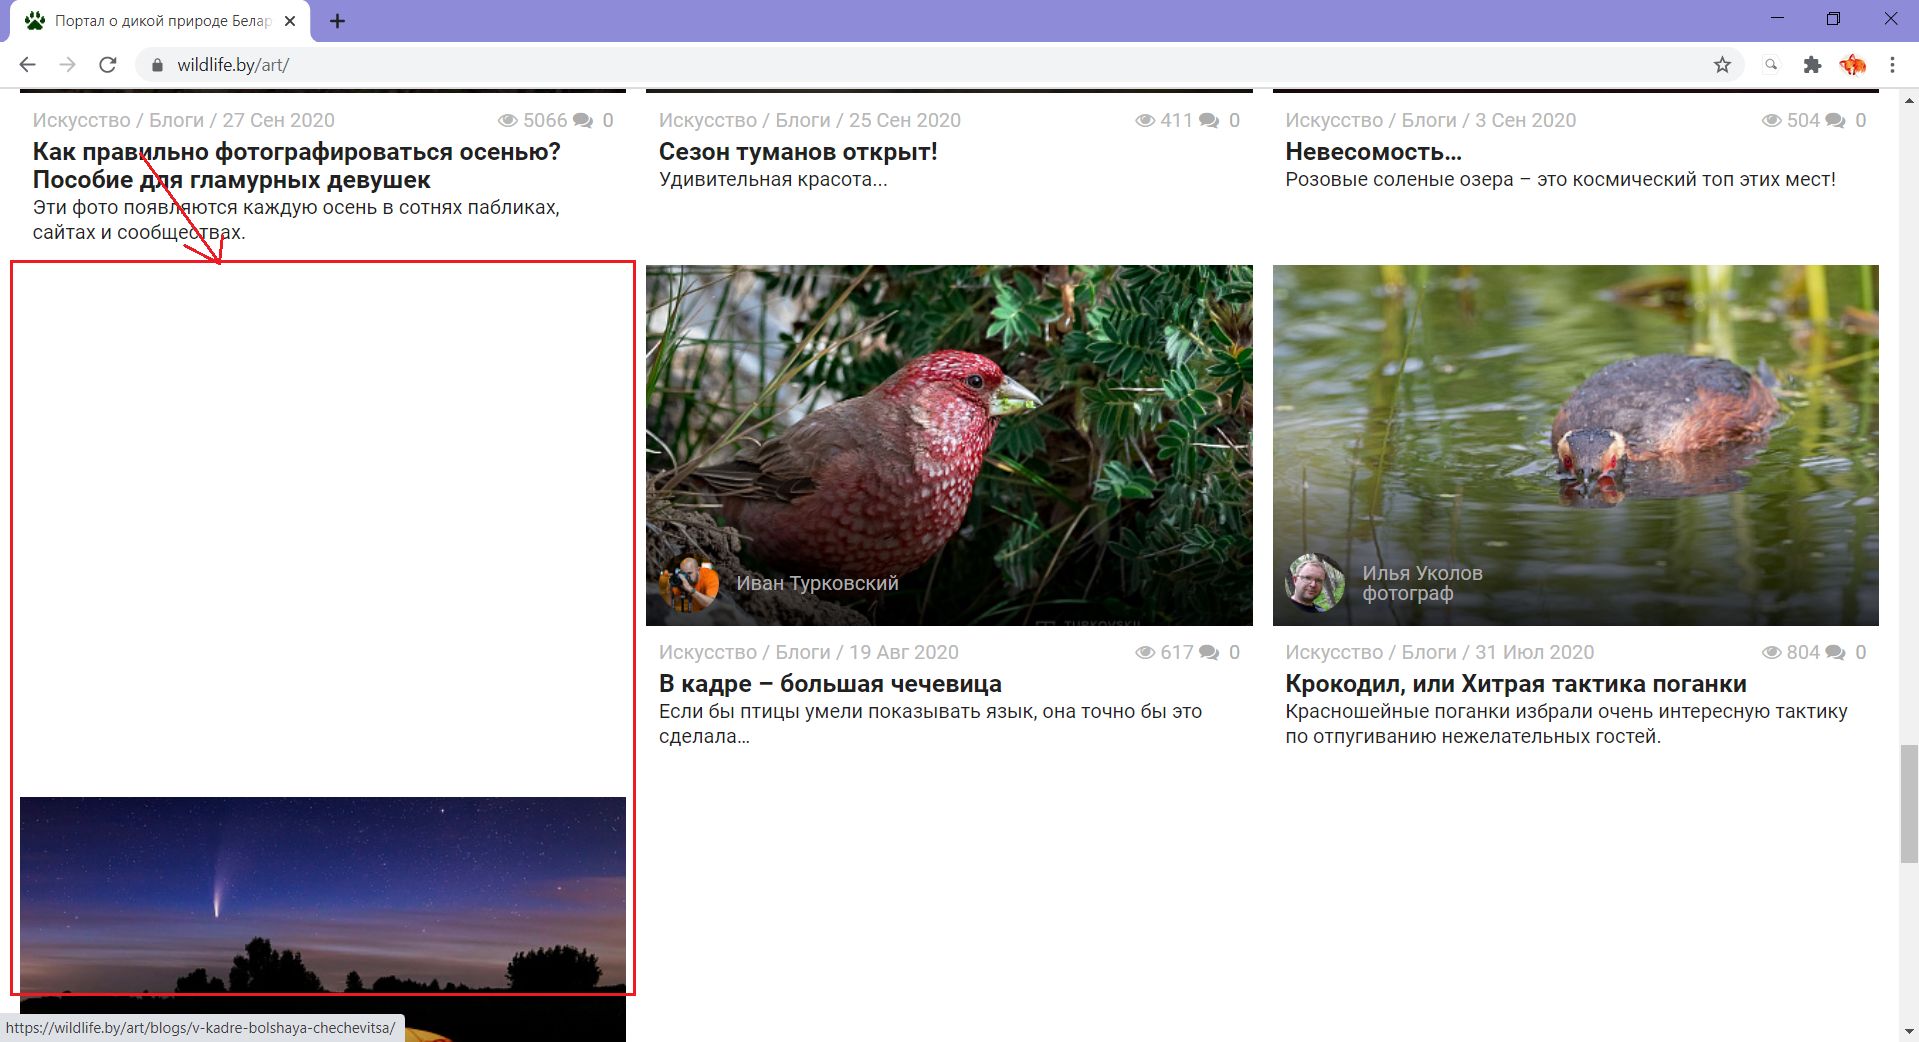 Портал о дикой природе Белар
wildlife.by/art/
Искусство / Блоги / 27 Сен 2020 5066 0
Как правильно фотографироваться осенью?
Пособие для гламурных девушек
Эти фото появляются каждую осень в сотнях пабликах,
сайтах и сообществах.
Искусство / Блоги / 25 Сен 2020 411 0
Сезон туманов открыт!
Удивительная красота...
Искусство / Блоги / 3 Сен 2020 504 0
Невесомость...
Розовые соленые озера – это космический топ этих мест!
Иван Турковский
Искусство / Блоги / 19 Авг 2020 617 0
В кадре – большая чечевица
Если бы птицы умели показывать язык, она точно бы это
сделала...
Илья Уколов
фотограф
Искусство / Блоги / 31 Июл 2020 804 0
Крокодил, или Хитрая тактика поганки
Красношейные поганки избрали очень интересную тактику
по отпугиванию нежелательных гостей.
https://wildlife.by/art/blogs/v-kadre-bolshaya-chechevitsa/